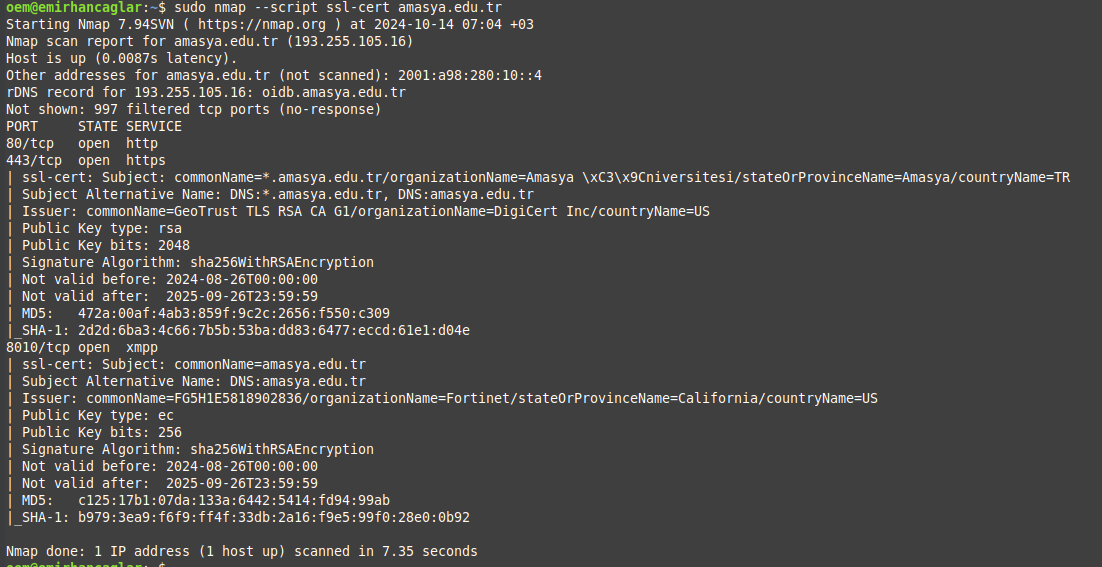 oem@emirhancaglar:~$ sudo nmap --script ssl-cert amasya.edu.tr
Starting Nmap 7.94SVN ( https://nmap.org ) at 2024-10-14 07:04 +03
Nmap scan report for amasya.edu.tr (193.255.105.16)
Host is up (0.0087s latency).
Other addresses for amasya.edu.tr (not scanned): 2001:a98:280:10::4
rDNS record for 193.255.105.16: oidb.amasya.edu.tr
Not shown: 997 filtered tcp ports (no-response)
PORT     STATE SERVICE
80/tcp   open  http
443/tcp  open  https
| ssl-cert: Subject: commonName=*.amasya.edu.tr/organizationName=Amasya \xC3\x9Cniversitesi/stateOrProvinceName=Amasya/countryName=TR
| Subject Alternative Name: DNS:*.amasya.edu.tr, DNS:amasya.edu.tr
| Issuer: commonName=GeoTrust TLS RSA CA G1/organizationName=DigiCert Inc/countryName=US
| Public Key type: rsa
| Public Key bits: 2048
| Signature Algorithm: sha256WithRSAEncryption
| Not valid before: 2024-08-26T00:00:00
| Not valid after:  2025-09-26T23:59:59
| MD5:   472a:00af:4ab3:859f:9c2c:2656:f550:c309
|_SHA-1: 2d2d:6ba3:4c66:7b5b:53ba:dd83:6477:eccd:61e1:d04e
8010/tcp open  xmpp
| ssl-cert: Subject: commonName=amasya.edu.tr
| Subject Alternative Name: DNS:amasya.edu.tr
| Issuer: commonName=FG5H1E5818902836/organizationName=Fortinet/stateOrProvinceName=California/countryName=US
| Public Key type: ec
| Public Key bits: 256
| Signature Algorithm: sha256WithRSAEncryption
| Not valid before: 2024-08-26T00:00:00
| Not valid after:  2025-09-26T23:59:59
| MD5:   c125:17b1:07da:133a:6442:5414:fd94:99ab
|_SHA-1: b979:3ea9:f6f9:ff4f:33db:2a16:f9e5:99f0:28e0:0b92
Nmap done: 1 IP address (1 host up) scanned in 7.35 seconds
oem@emirhancaglar:~$